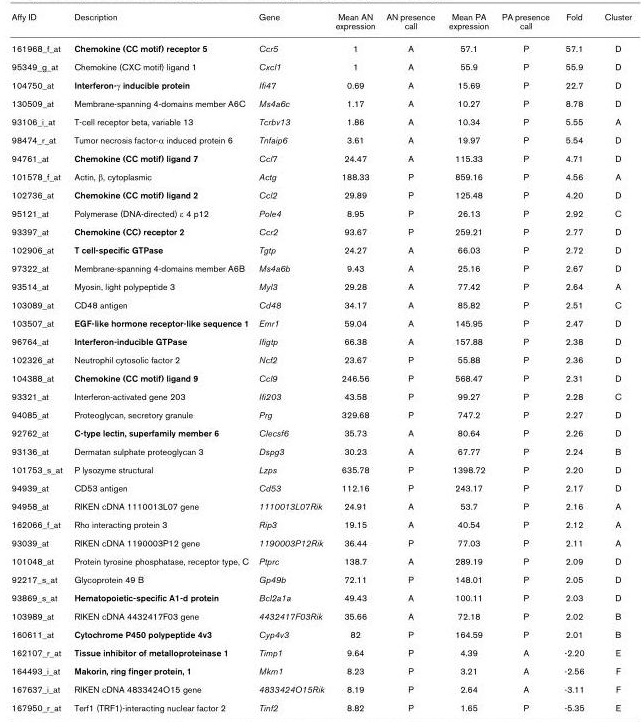 Affy ID Description Gene Mean AN expression AN presence call Mean PA expression PA presence call Fold Cluster
161968_f_at Chemokine (CC motif) receptor 5 Ccr5 1 A 57.1 P 57.1 D
95349_g_at Chemokine (CXC motif) ligand 1 Cxcl1 1 A 55.9 P 55.9 D
104750_at Interferon-γ inducible protein Ifi47 0.69 A 15.69 P 22.7 D
130509_at Membrane-spanning 4-domains member A6C Ms4a6c 1.17 A 10.27 P 8.78 D
93106_i_at T-cell receptor beta, variable 13 Tcrbv13 1.86 A 10.34 P 5.55 A
98474_r_at Tumor necrosis factor-α induced protein 6 Tnfaip6 3.61 A 19.97 P 5.54 D
94761_at Chemokine (CC motif) ligand 7 Ccl7 24.47 A 115.33 P 4.71 D
101578_f_at Actin, β, cytoplasmic Actg 188.33 P 859.16 P 4.56 A
102736_at Chemokine (CC motif) ligand 2 Ccl2 29.89 P 125.48 P 4.20 D
95121_at Polymerase (DNA-directed) ε 4 p12 Pole4 8.95 P 26.13 P 2.92 C
93397_at Chemokine (CC) receptor 2 Ccr2 93.67 P 259.21 P 2.77 D
102906_at T cell-specific GTPase Tgtp 24.27 A 66.03 P 2.72 D
97322_at Membrane-spanning 4-domains member A6B Ms4a6b 9.43 A 25.16 P 2.67 D
93514_at Myosin, light polypeptide 3 Myl3 29.28 A 77.42 P 2.64 A
103089_at CD48 antigen Cd48 34.17 A 85.82 P 2.51 C
103507_at EGF-like hormone receptor-like sequence 1 Emr1 59.04 A 145.95 P 2.47 D
96764_at Interferon-inducible GTPase Ifigtp 66.38 A 157.88 P 2.38 D
102326_at Neutrophil cytosolic factor 2 Ncf2 23.67 P 55.88 P 2.36 D
104388_at Chemokine (CC motif) ligand 9 Ccl9 246.56 P 568.47 P 2.31 D
93321_at Interferon-activated gene 203 Ifi203 43.58 P 99.27 P 2.28 C
94085_at Proteoglycan, secretory granule Prg 329.68 P 747.2 P 2.27 D
92762_at C-type lectin, superfamily member 6 Clecsf6 35.73 A 80.64 P 2.26 D
93136_at Dermatan sulphate proteoglycan 3 Dspg3 30.23 A 67.77 P 2.24 B
101753_s_at P lysozyme structural Lzps 635.78 P 1398.72 P 2.20 D
94939_at CD53 antigen Cd53 112.16 P 243.17 P 2.17 D
94958_at RIKEN cDNA 1110013L07 gene 1110013L07Rik 24.91 A 53.7 P 2.16 A
162066_f_at Rho interacting protein 3 Rip3 19.15 A 40.54 P 2.12 A
93039_at RIKEN cDNA 1190003P12 gene 1190003P12Rik 36.44 P 77.03 P 2.11 A
101048_at Protein tyrosine phosphatase, receptor type, C Ptprc 138.7 A 289.19 P 2.09 D
92217_s_at Glycoprotein 49 B Gp49b 72.11 P 148.01 P 2.05 D
93869_s_at Hematopoietic-specific A1-d protein Bcl2a1a 49.43 A 100.11 P 2.03 D
103989_at RIKEN cDNA 4432417F03 gene 4432417F03Rik 35.66 A 72.18 P 2.02 B
160611_at Cytochrome P450 polypeptide 4v3 Cyp4v3 82 P 164.59 P 2.01 B
162107_r_at Tissue inhibitor of metalloproteinase 1 Timp1 9.64 P 4.39 A -2.20 E
164493_i_at Makorin, ring finger protein, 1 Mkrn1 8.23 P 3.21 A -2.56 F
167637_i_at RIKEN cDNA 4833424O15 gene 4833424O15Rik 8.19 P 2.64 A -3.11 F
167950_r_at Terf1 (TRF1)-interacting nuclear factor 2 Tinf2 8.82 P 1.65 P -5.35 E